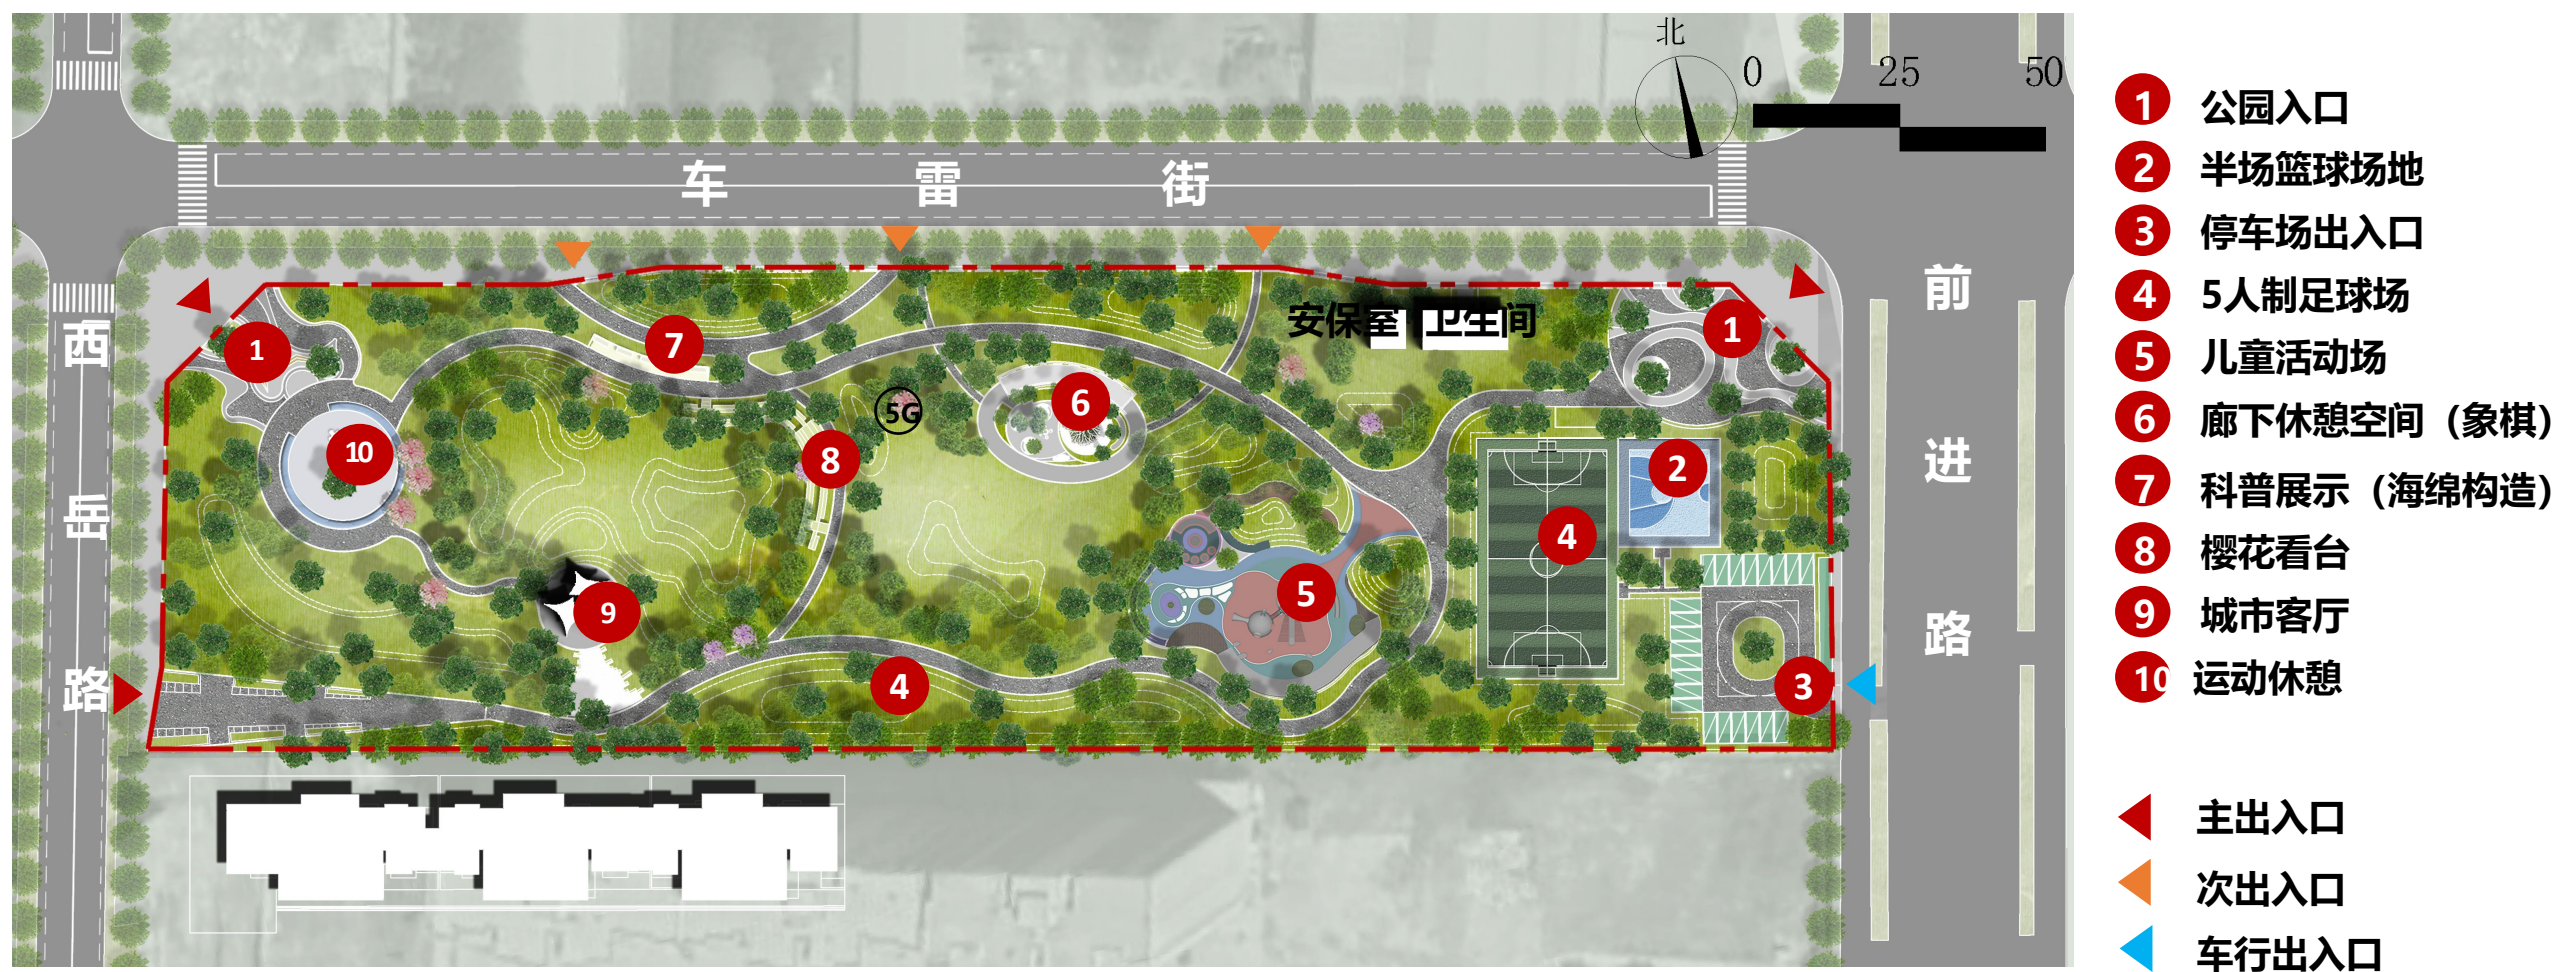 北
0 25 50
车雷街
西岳路
前进路
安保室 卫生间
1
1
7
6
5G
10
8
2
4
9
5
4
3
1 公园入口
2 半场篮球场地
3 停车场出入口
4 5人制足球场
5 儿童活动场
6 廊下休憩空间（象棋）
7 科普展示（海绵构造）
8 樱花看台
9 城市客厅
10 运动休憩
主出入口
次出入口
车行出入口